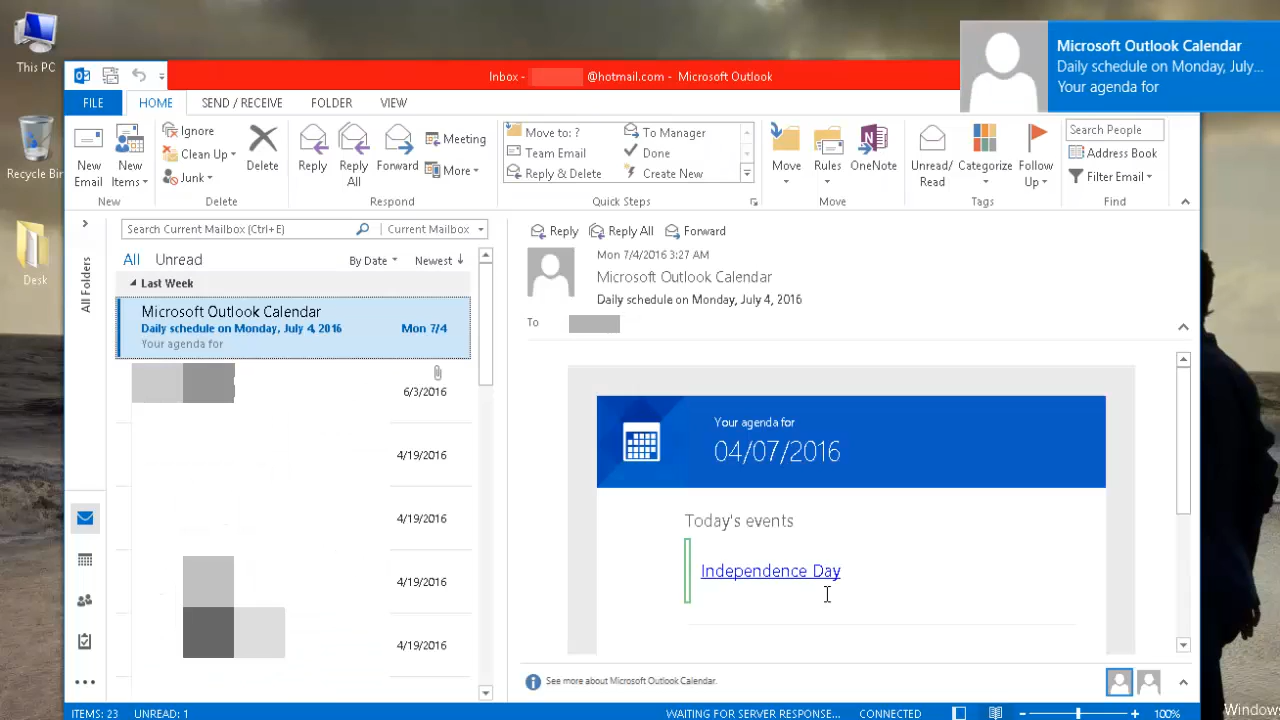 This PC
Recycle Bin
Desk
Microsoft Outlook Calendar
Daily schedule on Monday, July...
Your agenda for
Inbox - @hotmail.com - Microsoft Outlook
FILE
HOME
SEND / RECEIVE
FOLDER
VIEW
New Email
New Items
New
Ignore
Clean Up
Junk
Delete
Delete
Reply
Reply All
Forward
Meeting
More
Respond
Move to: ?
Team Email
Reply & Delete
To Manager
Done
Create New
Quick Steps
Move
Rules
OneNote
Move
Unread/ Read
Categorize
Follow Up
Tags
Search People
Address Book
Filter Email
Find
All Folders
Search Current Mailbox (Ctrl+E)
Current Mailbox
All
Unread
By Date
Newest
Last Week
Microsoft Outlook Calendar
Daily schedule on Monday, July 4, 2016
Mon 7/4
Your agenda for
6/3/2016
4/19/2016
4/19/2016
4/19/2016
4/19/2016
Reply
Reply All
Forward
Mon 7/4/2016 3:27 AM
Microsoft Outlook Calendar
Daily schedule on Monday, July 4, 2016
To
Your agenda for
04/07/2016
Today's events
Independence Day
See more about Microsoft Outlook Calendar.
ITEMS: 23
UNREAD: 1
WAITING FOR SERVER RESPONSE...
CONNECTED
100%
Windows